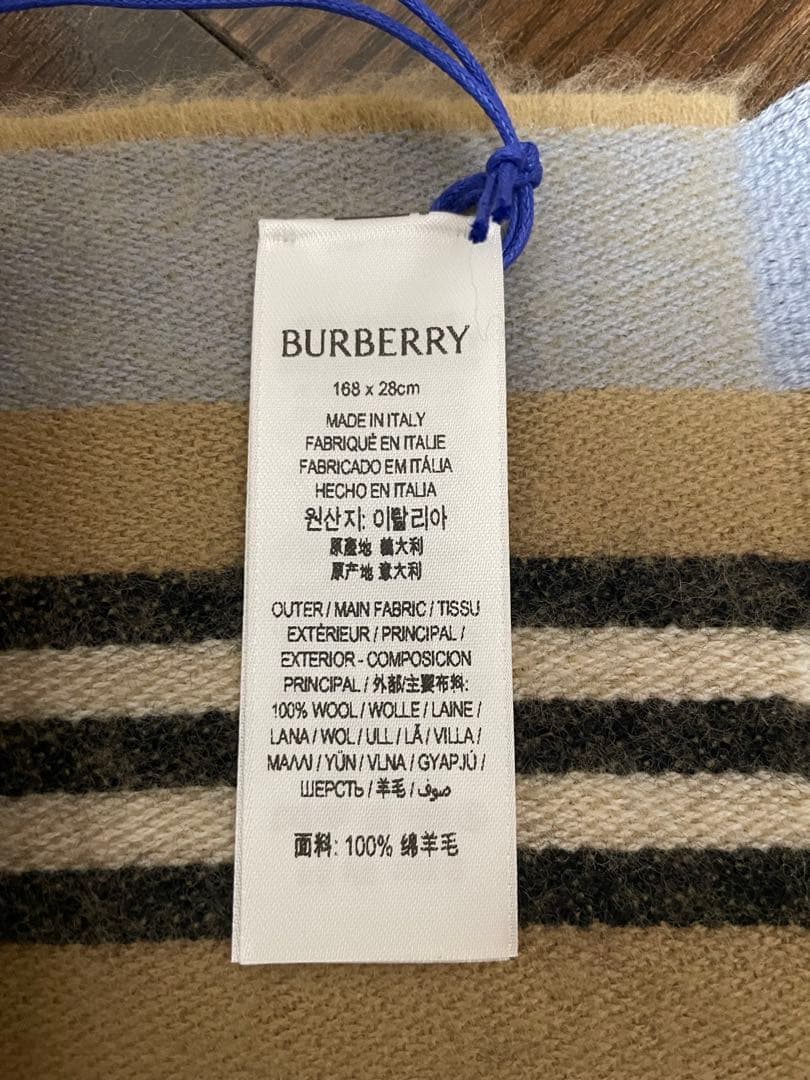 BURBERRY
168 x 28cm
MADE IN ITALY
FABRIQUÉ EN ITALIE
FABRICADO EM ITÁLIA
HECHO EN ITALIA
원산지: 이탈리아
原產地 義大利
原产地 意大利
OUTER / MAIN FABRIC / TISSU
EXTÉRIEUR / PRINCIPAL /
EXTERIOR - COMPOSICION
PRINCIPAL / 外部/主要布料:
100% WOOL / WOLLE / LAINE /
LANA / WOL / ULL / LÃ / VILLA /
ΜΑΛΛΙ / YÜN / VLNA / GYAPJÚ /
ШЕРСТЬ / 羊毛 / صوف
面料: 100% 绵羊毛